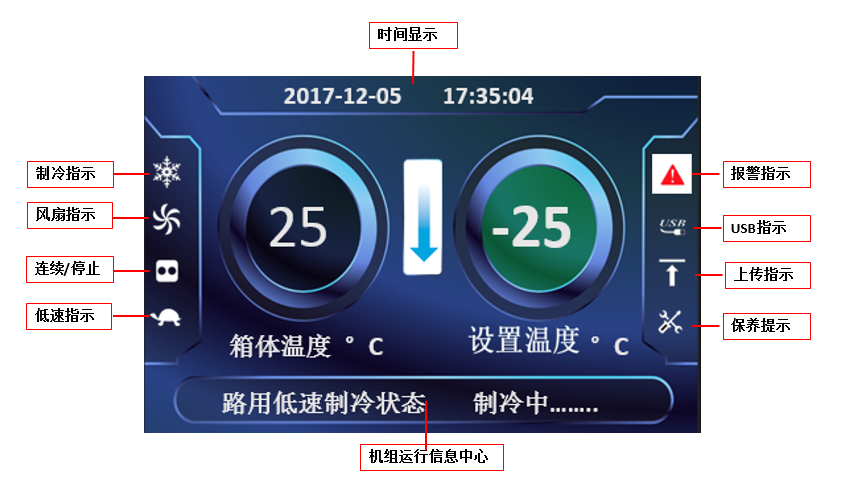 时间显示
2017-12-05 17:35:04
制冷指示
风扇指示
连续/停止
低速指示
25
-25
报警指示
USB
USB指示
上传指示
保养提示
箱体温度 °C
设置温度 °C
路用低速制冷状态 制冷中........
机组运行信息中心